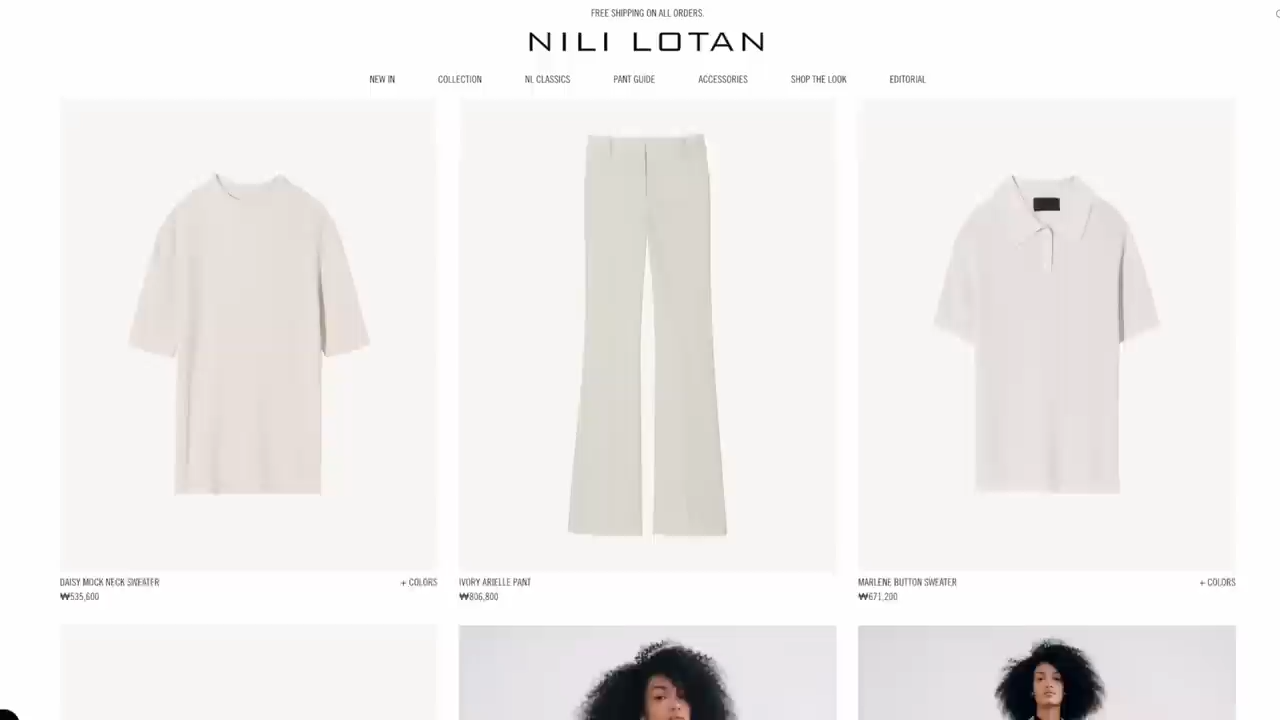 FREE SHIPPING ON ALL ORDERS.
NILI LOTAN
NEW IN COLLECTION NL CLASSICS PANT GUIDE ACCESSORIES SHOP THE LOOK EDITORIAL
DAISY MOCK NECK SWEATER + COLORS
₩535,600
IVORY ARIELLE PANT
₩806,800
MARLENE BUTTON SWEATER + COLORS
₩671,200